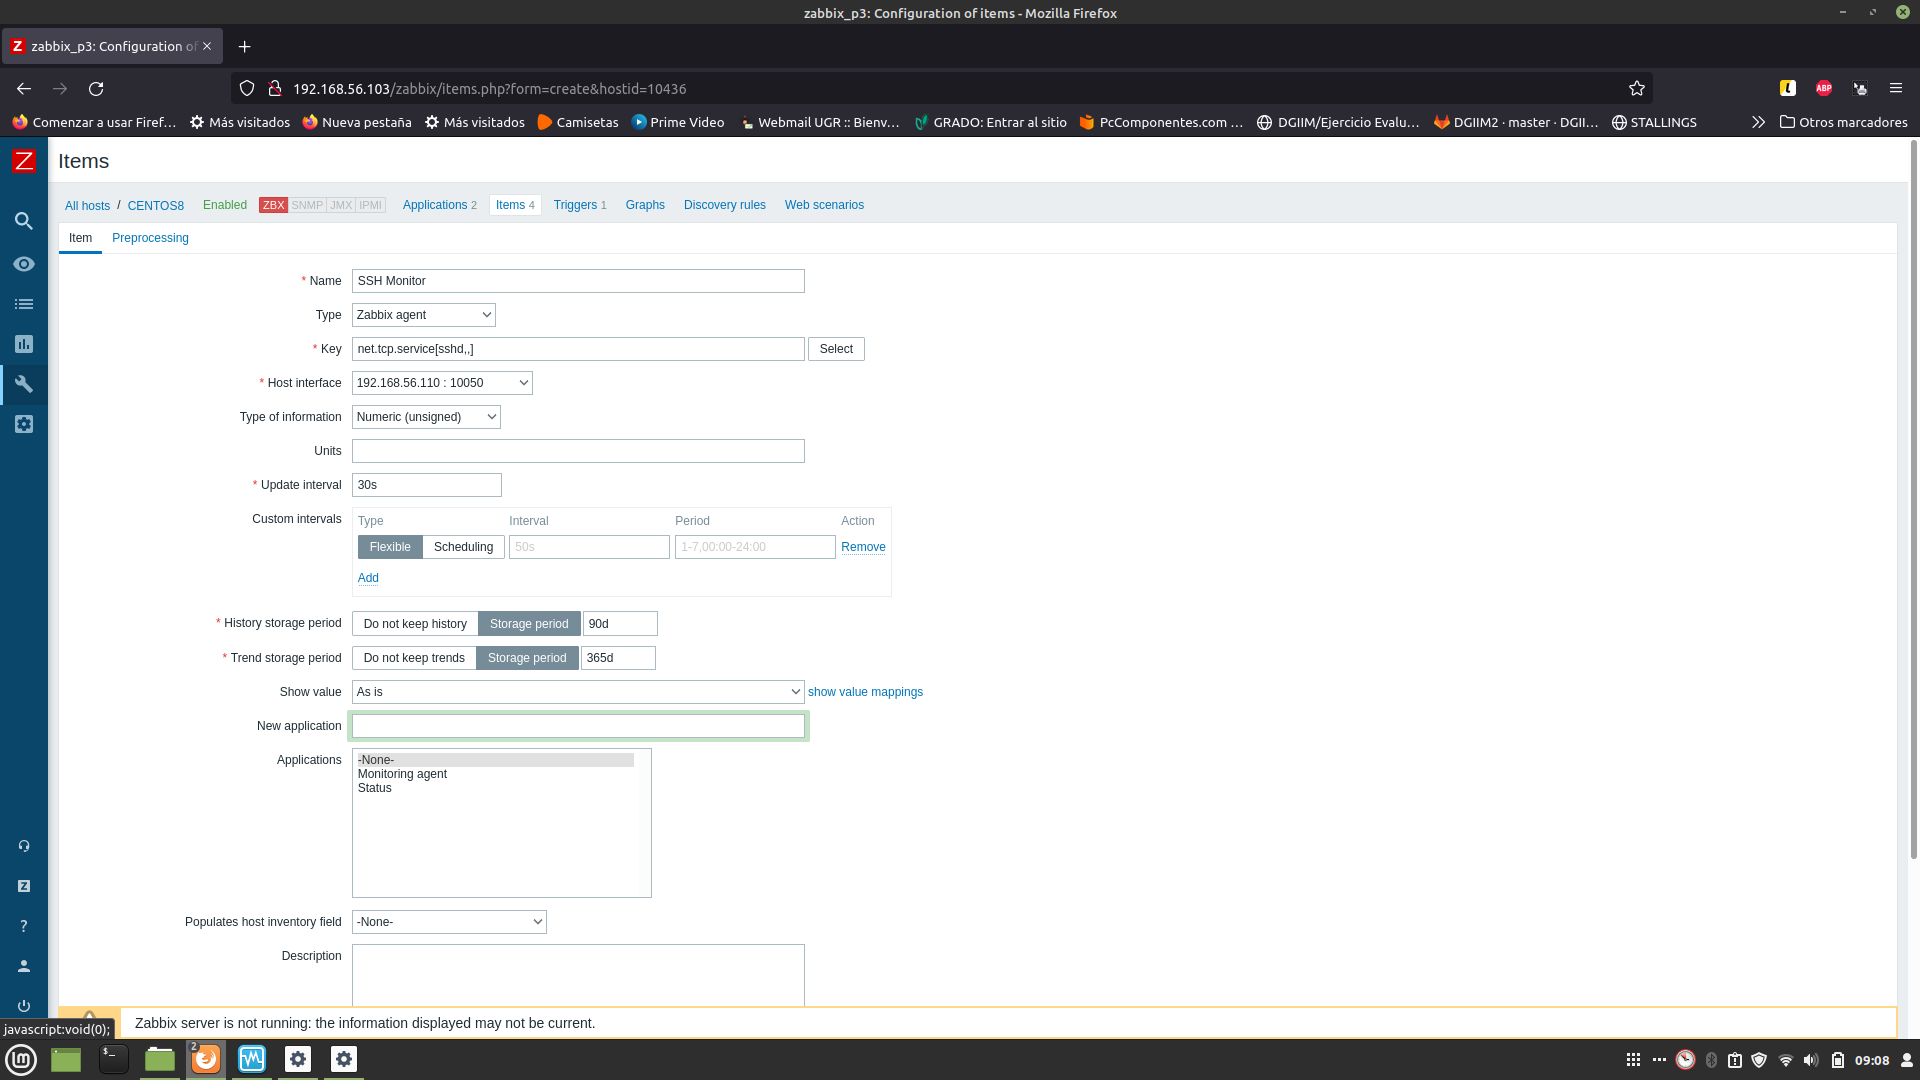 zabbix_p3: Configuration of items - Mozilla Firefox
Z zabbix_p3: Configuration of
192.168.56.103/zabbix/items.php?form=create&hostid=10436
ABP
Comenzar a usar Firef… Más visitados Nueva pestaña Más visitados Camisetas Prime Video Webmail UGR :: Bienv… GRADO: Entrar al sitio PcComponentes.com … DGIIM/Ejercicio Evalu… DGIIM2 · master · DGII… STALLINGS Otros marcadores
Z Items
All hosts / CENTOS8 Enabled ZBX SNMP JMX IPMI Applications 2 Items 4 Triggers 1 Graphs Discovery rules Web scenarios
Item Preprocessing
* Name SSH Monitor
Type Zabbix agent
* Key net.tcp.service[sshd,,] Select
* Host interface 192.168.56.110 : 10050
Type of information Numeric (unsigned)
Units
* Update interval 30s
Custom intervals Type Interval Period Action
Flexible Scheduling 50s 1-7,00:00-24:00 Remove
Add
* History storage period Do not keep history Storage period 90d
* Trend storage period Do not keep trends Storage period 365d
Show value As is show value mappings
New application
Applications -None-
Monitoring agent
Status
Populates host inventory field -None-
Description
Z
?
Zabbix server is not running: the information displayed may not be current.
javascript:void(0);
2
09:08